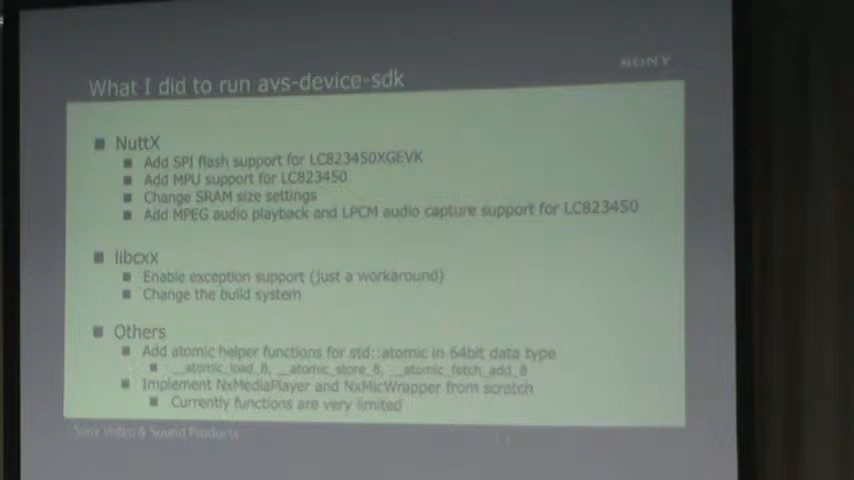 SONY
What I did to run avs-device-sdk
NuttX
Add SPI flash support for LC823450XGEVK
Add MPU support for LC823450
Change SRAM size settings
Add MPEG audio playback and LPCM audio capture support for LC823450
libcxx
Enable exception support (just a workaround)
Change the build system
Others
Add atomic helper functions for std::atomic in 64bit data type
__atomic_load_8, __atomic_store_8, __atomic_fetch_add_8
Implement NxMediaPlayer and NxMicWrapper from scratch
Currently functions are very limited
Sony Video & Sound Products